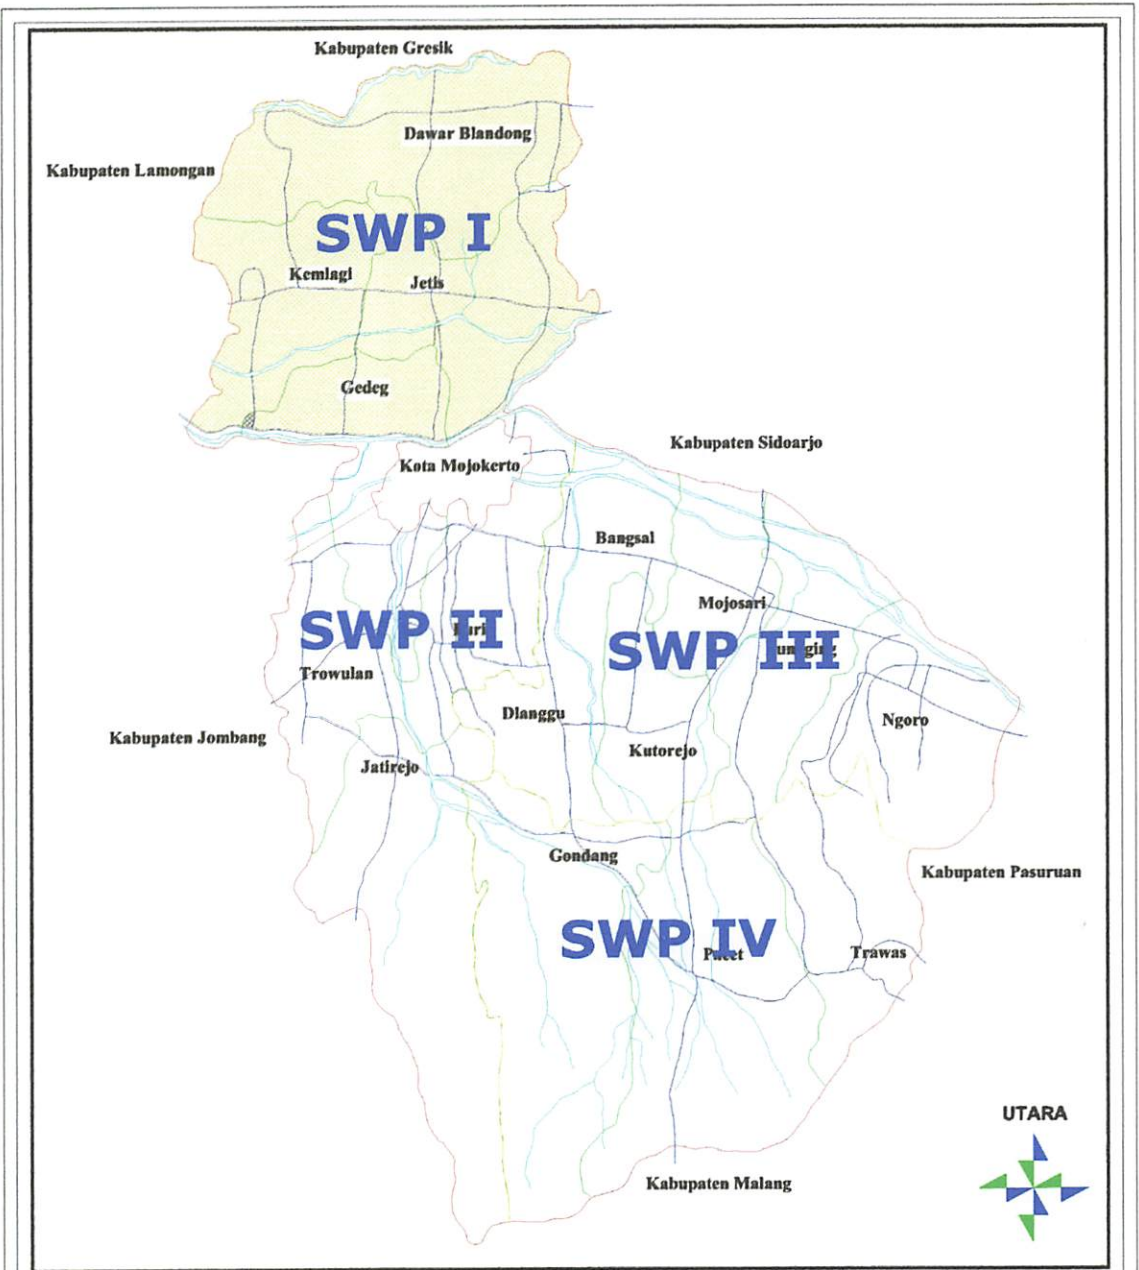 Kabupaten Gresik
Dawar Blandong
Kabupaten Lamongan
SWP I
Kemlagi
Jetis
Gedeg
Kabupaten Sidoarjo
Kota Mojokerto
Bangsal
Mojosari
SWP II
SWP III
Trowulan
Dlanggu
Ngoro
Kabupaten Jombang
Kutorejo
Jatirejo
Gondang
Kabupaten Pasuruan
SWP IV
Pacet
Trawas
UTARA
Kabupaten Malang